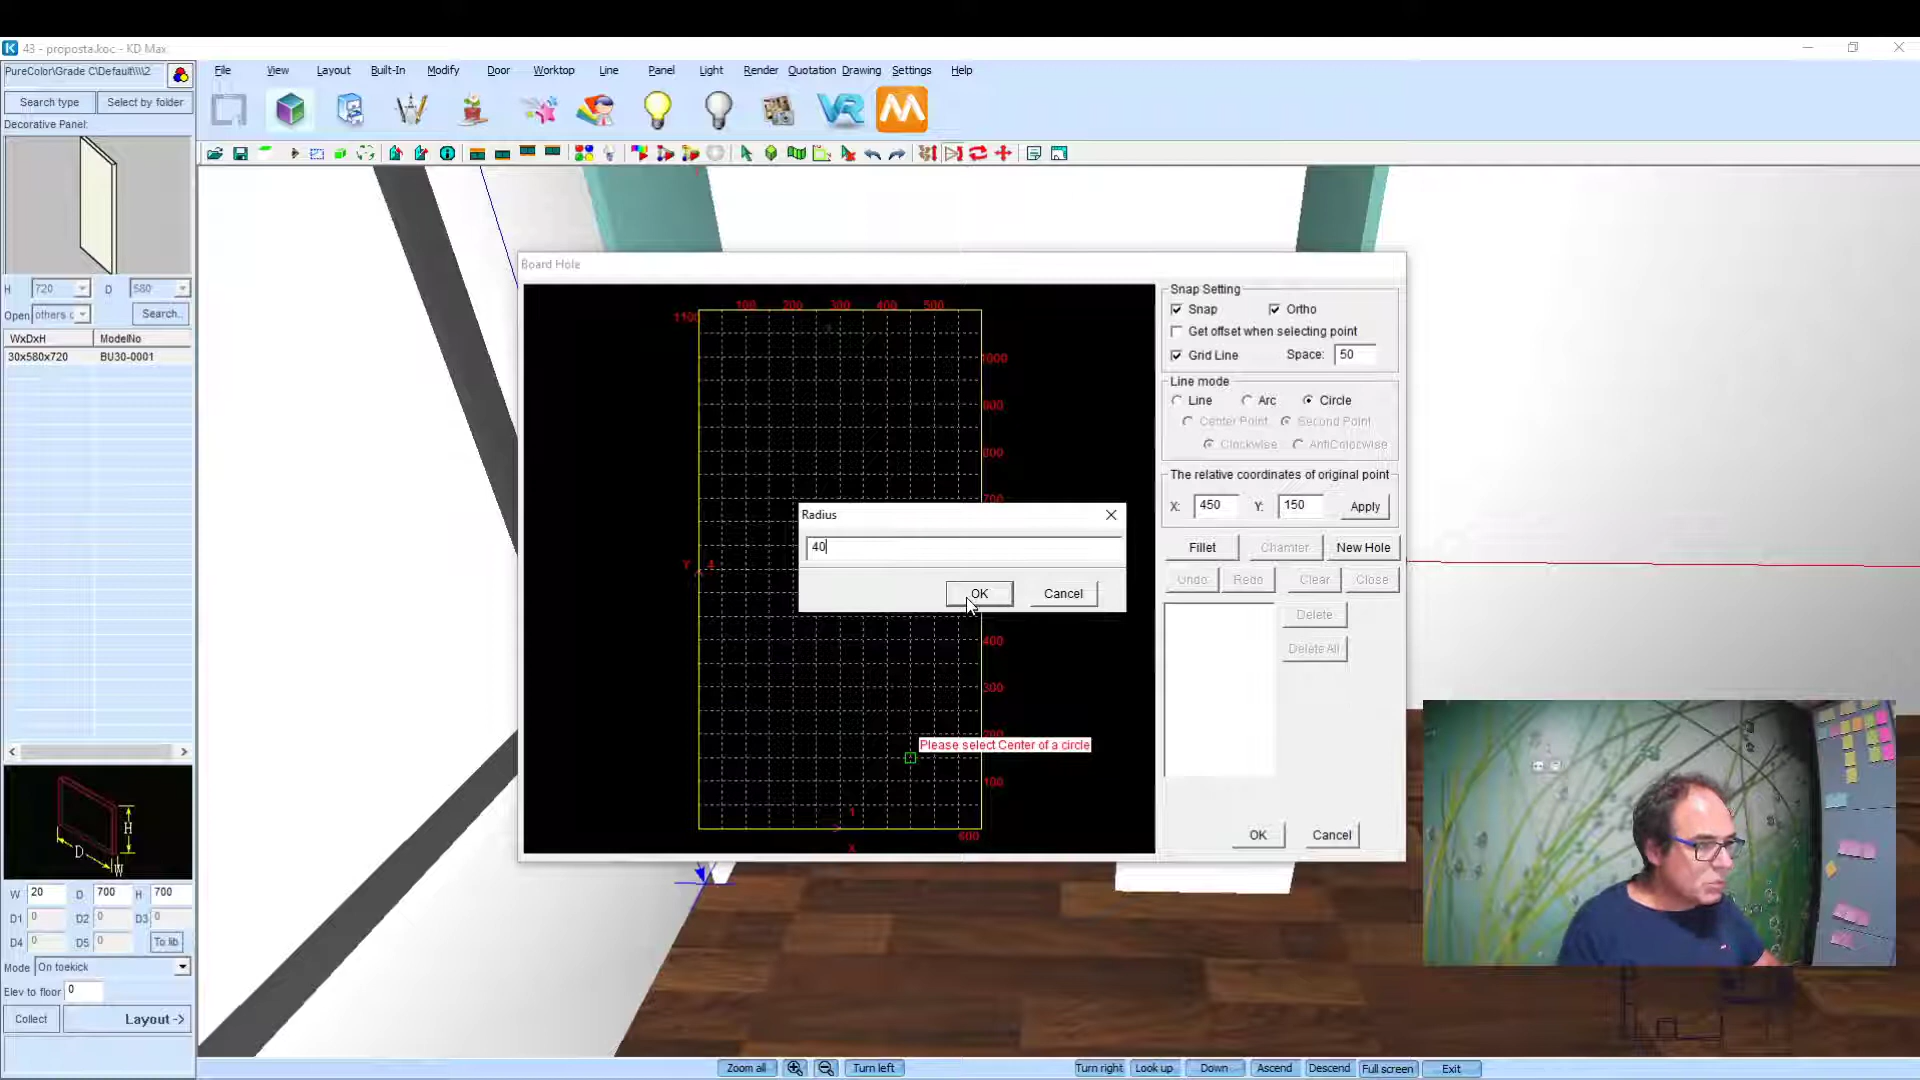 43 - proposta.koc - KD Max
PureColor\Grade C\Default\\\\2
File View Layout Built-In Modify Door Worktop Line Panel Light Render Quotation Drawing Settings Help
Search type Select by folder
Decorative Panel:
H 720 D 580
Open others Search..
WxDxH ModelNo
30x580x720 BU30-0001
D H W
W 20 D 700 H 700
D1 0 D2 0 D3 0
D4 0 D5 0 To lib
Mode On toekick
Elev to floor 0
Collect Layout ->
Board Hole
100 200 300 400 500
1100
1000
900
800
700
Y 4
400
300
200
100
1
600
X
Please select Center of a circle
Radius
40
OK Cancel
Snap Setting
Snap Ortho
Get offset when selecting point
Grid Line Space: 50
Line mode
Line Arc Circle
Center Point Second Point
Clockwise AntiColocwise
The relative coordinates of original point
X: 450 Y: 150 Apply
Fillet Chamfer New Hole
Undo Redo Clear Close
Delete
Delete All
OK Cancel
Zoom all Turn left Turn right Look up Down Ascend Descend Full screen Exit